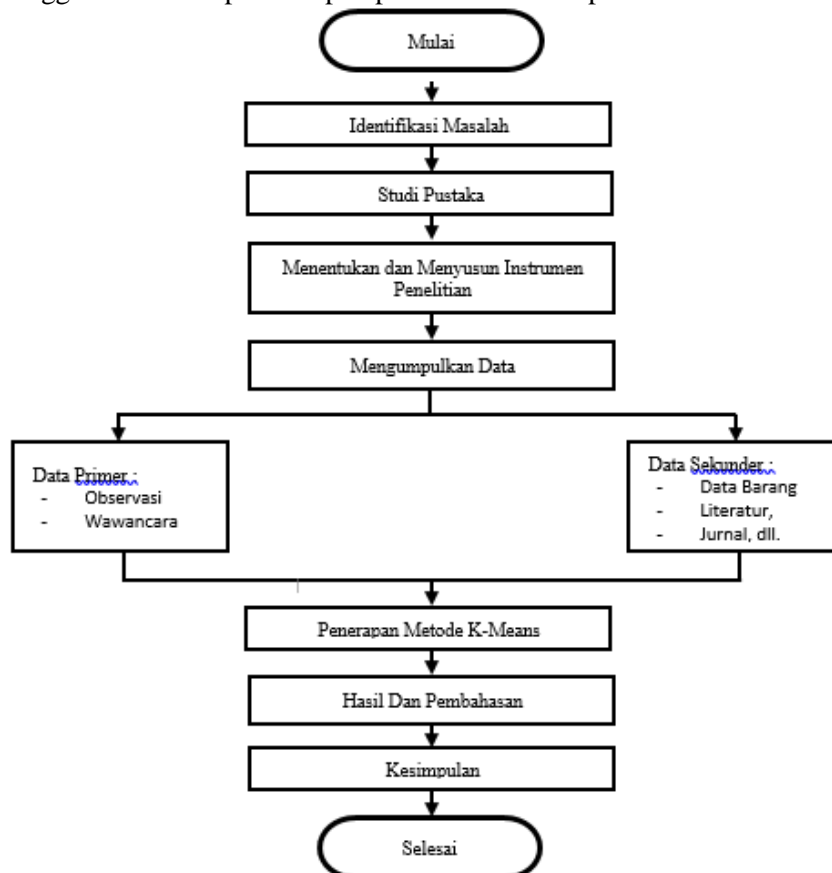 Mulai
Identifikasi Masalah
Studi Pustaka
Menentukan dan Menyusun Instrumen
Penelitian
Mengumpulkan Data
Data Primer :
- Observasi
- Wawancara
Data Sekunder :
- Data Barang
- Literatur,
- Jurnal, dll.
Penerapan Metode K-Means
Hasil Dan Pembahasan
Kesimpulan
Selesai